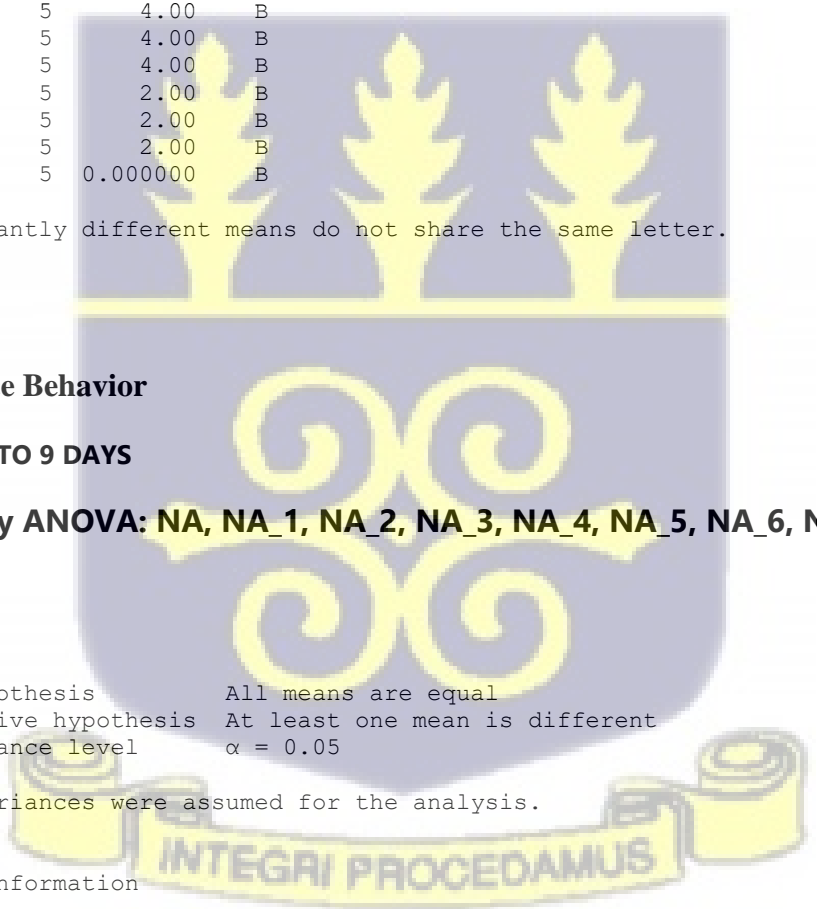 5 4.00 B
5 4.00 B
5 4.00 B
5 2.00 B
5 2.00 B
5 2.00 B
5 0.000000 B
antly different means do not share the same letter.
e Behavior
TO 9 DAYS
y ANOVA: NA, NA_1, NA_2, NA_3, NA_4, NA_5, NA_6, N
othesis All means are equal
ive hypothesis At least one mean is different
ance level α = 0.05
riances were assumed for the analysis.
INTEGRI PROCEDAMUS
nformation